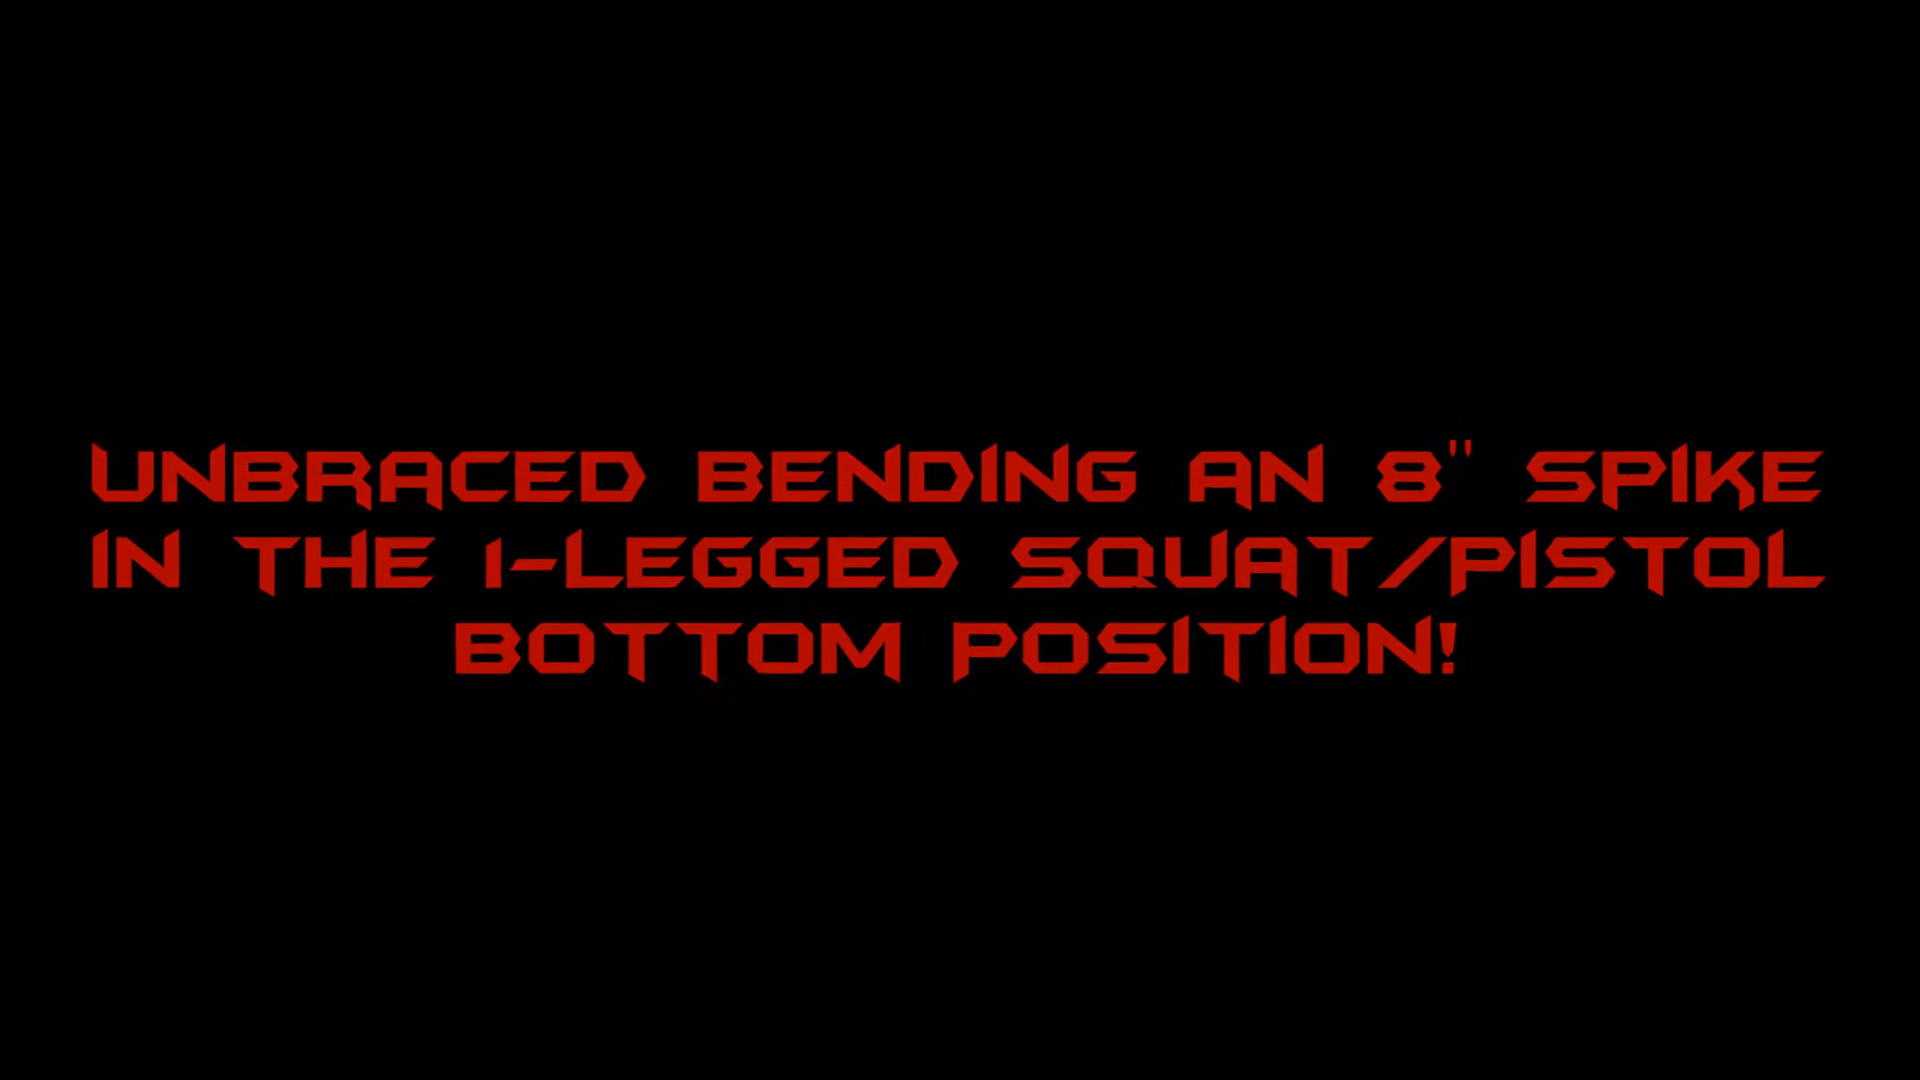 UNBRACED BENDING AN 8" SPIKE
IN THE 1-LEGGED SQUAT/PISTOL
BOTTOM POSITION!